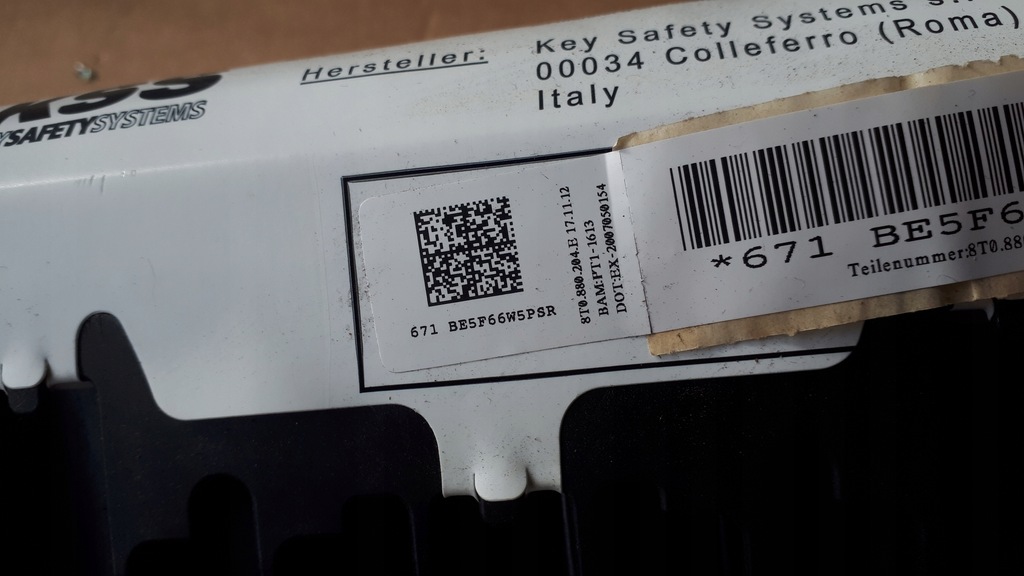 KSS
SAFETYSYSTEMS
Hersteller:
Key Safety Systems
00034 Colleferro (Roma)
Italy
671 BE5F66W5PSR
8T0.880.204.E 17.11.12
BAM:PT1-1613
DOT:EX-2007050154
*671 BE5F6
Teilenummer:8T0.88